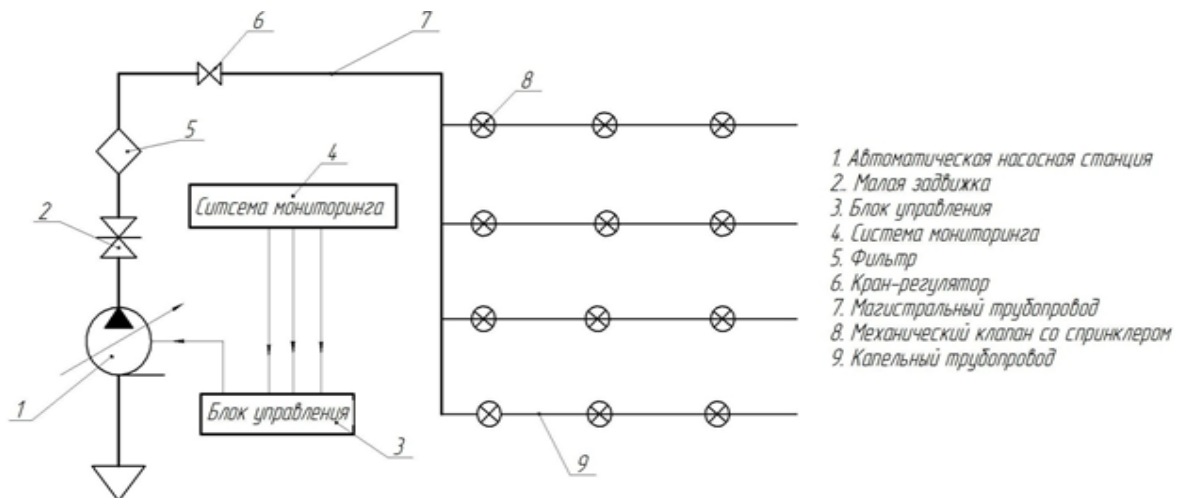 6
7
8
5
4
Ситсема мониторинга
2
1
Блок управления
3
9
1. Автоматическая насосная станция
2. Малая задвижка
3. Блок управления
4. Система мониторинга
5. Фильтр
6. Кран-регулятор
7. Магистральный трубопровод
8. Механический клапан со спринклером
9. Капельный трубопровод